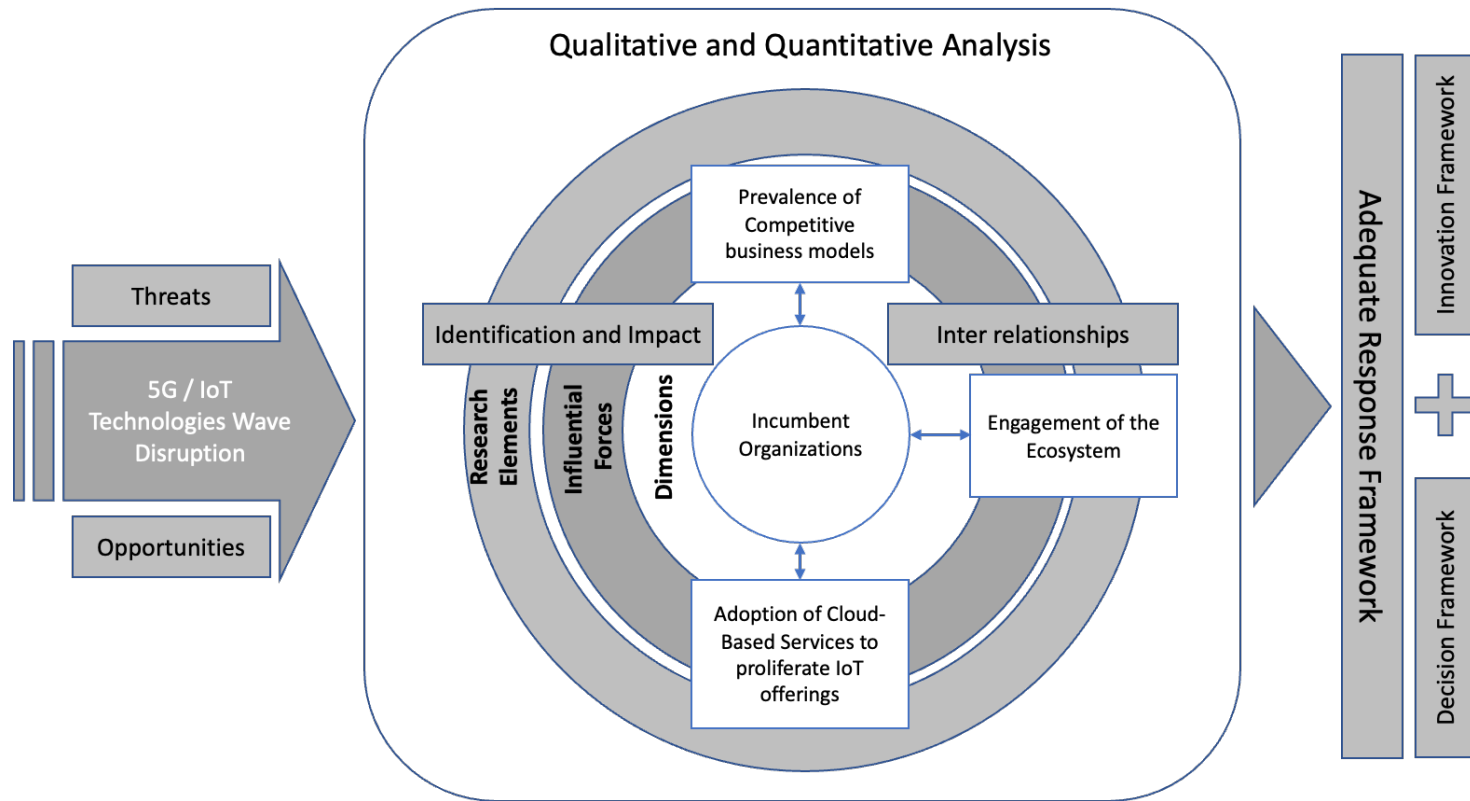 Qualitative and Quantitative Analysis
Threats
5G / IoT
Technologies Wave
Disruption
Opportunities
Prevalence of
Competitive
business models
Identification and Impact
Inter relationships
Research
Elements
Influential
Forces
Dimensions
Incumbent
Organizations
Engagement of the
Ecosystem
Adoption of Cloud-
Based Services to
proliferate IoT
offerings
Adequate Response Framework
Innovation Framework
Decision Framework